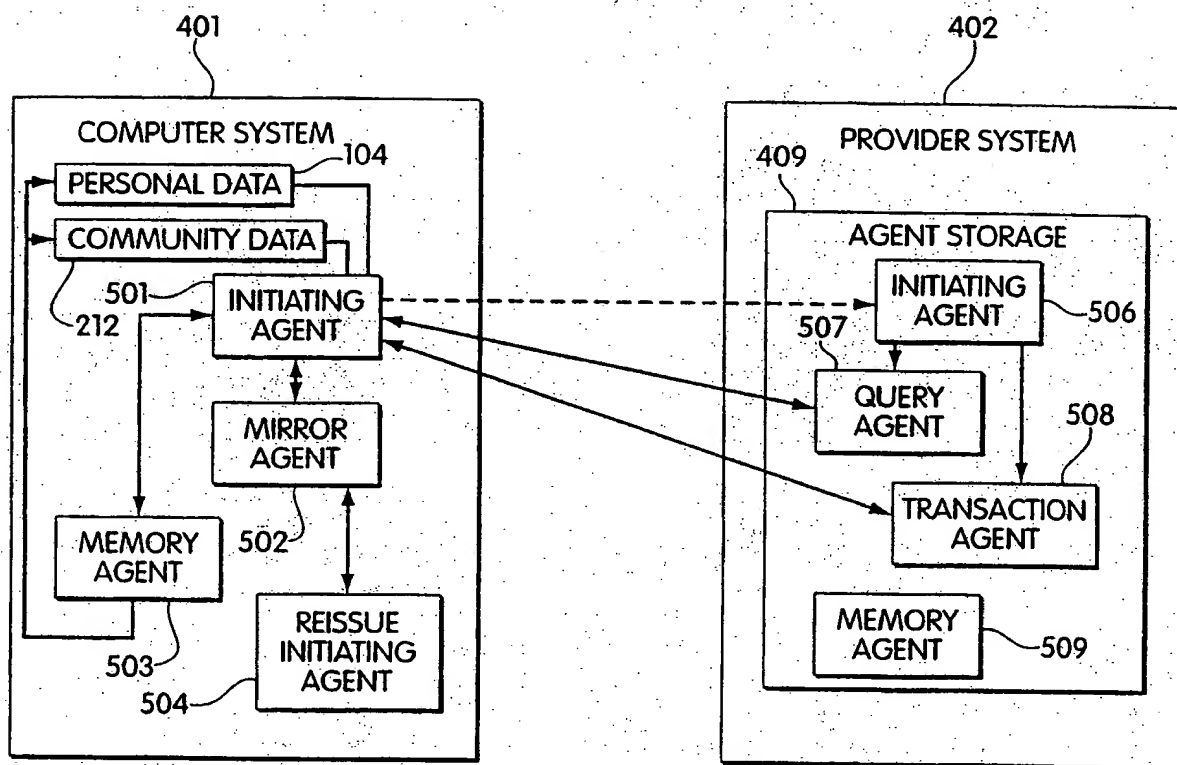 401
402
COMPUTER SYSTEM
104
PERSONAL DATA
COMMUNITY DATA
212
501
INITIATING
AGENT
MIRROR
AGENT
502
MEMORY
AGENT
503
REISSUE
INITIATING
AGENT
504
PROVIDER SYSTEM
409
AGENT STORAGE
INITIATING
AGENT
506
507
QUERY
AGENT
508
TRANSACTION
AGENT
MEMORY
AGENT
509